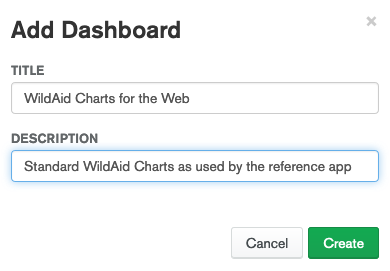 Add Dashboard
×
TITLE
WildAid Charts for the Web
DESCRIPTION
Standard WildAid Charts as used by the reference app
Cancel
Create